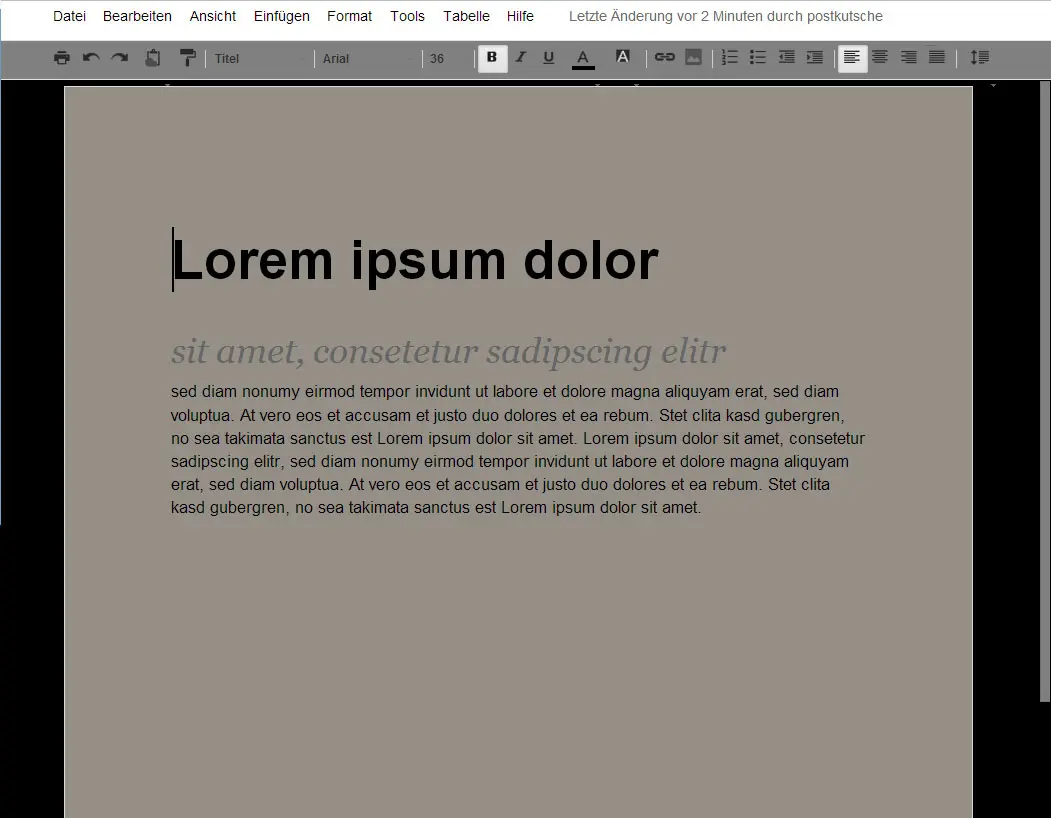 Datei Bearbeiten Ansicht Einfügen Format Tools Tabelle Hilfe Letzte Änderung vor 2 Minuten durch postkutsche
Titel Arial 36 B I U A A
Lorem ipsum dolor
sit amet, consetetur sadipscing elitr
sed diam nonumy eirmod tempor invidunt ut labore et dolore magna aliquyam erat, sed diam
voluptua. At vero eos et accusam et justo duo dolores et ea rebum. Stet clita kasd gubergren,
no sea takimata sanctus est Lorem ipsum dolor sit amet. Lorem ipsum dolor sit amet, consetetur
sadipscing elitr, sed diam nonumy eirmod tempor invidunt ut labore et dolore magna aliquyam
erat, sed diam voluptua. At vero eos et accusam et justo duo dolores et ea rebum. Stet clita
kasd gubergren, no sea takimata sanctus est Lorem ipsum dolor sit amet.